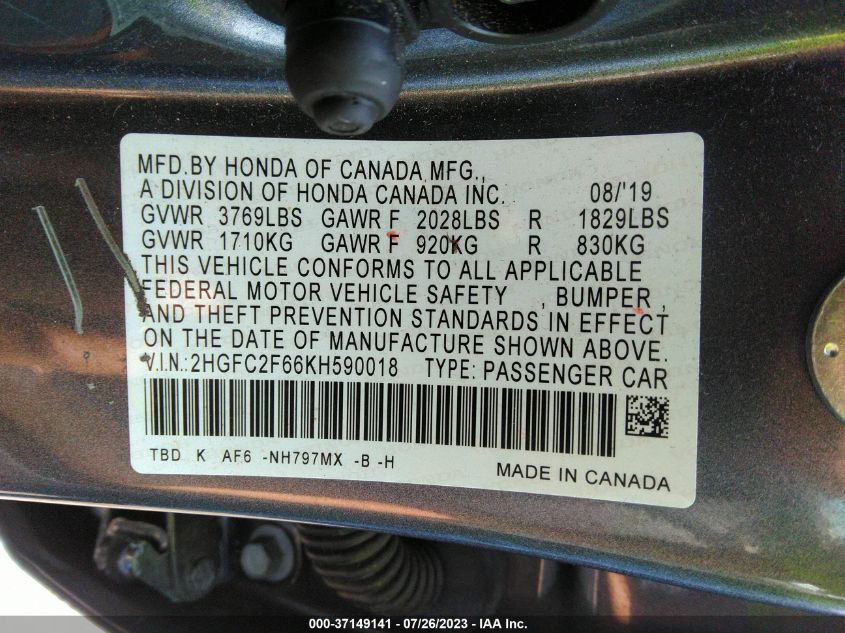 MFD.BY HONDA OF CANADA MFG.,
A DIVISION OF HONDA CANADA INC. 08/'19
GVWR 3769LBS GAWR F 2028LBS R 1829LBS
GVWR 1710KG GAWR F 920KG R 830KG
THIS VEHICLE CONFORMS TO ALL APPLICABLE
FEDERAL MOTOR VEHICLE SAFETY , BUMPER ,
AND THEFT PREVENTION STANDARDS IN EFFECT
ON THE DATE OF MANUFACTURE SHOWN ABOVE.
V.I.N.:2HGFC2F66KH590018 TYPE: PASSENGER CAR
TBD K AF6 -NH797MX -B -H
MADE IN CANADA
000-37149141 / 07/26/2023 / IAA Inc.